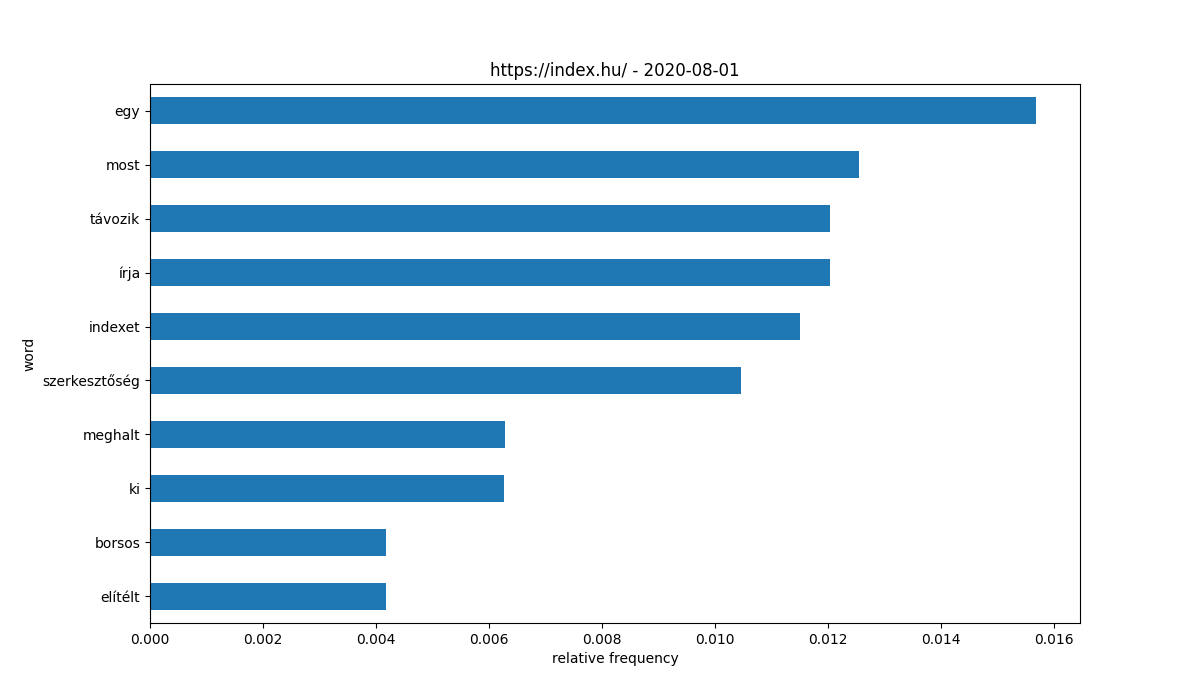 https://index.hu/ - 2020-08-01
word
egy
most
távozik
írja
indexet
szerkesztőség
meghalt
ki
borsos
elítélt
0.000 0.002 0.004 0.006 0.008 0.010 0.012 0.014 0.016
relative frequency